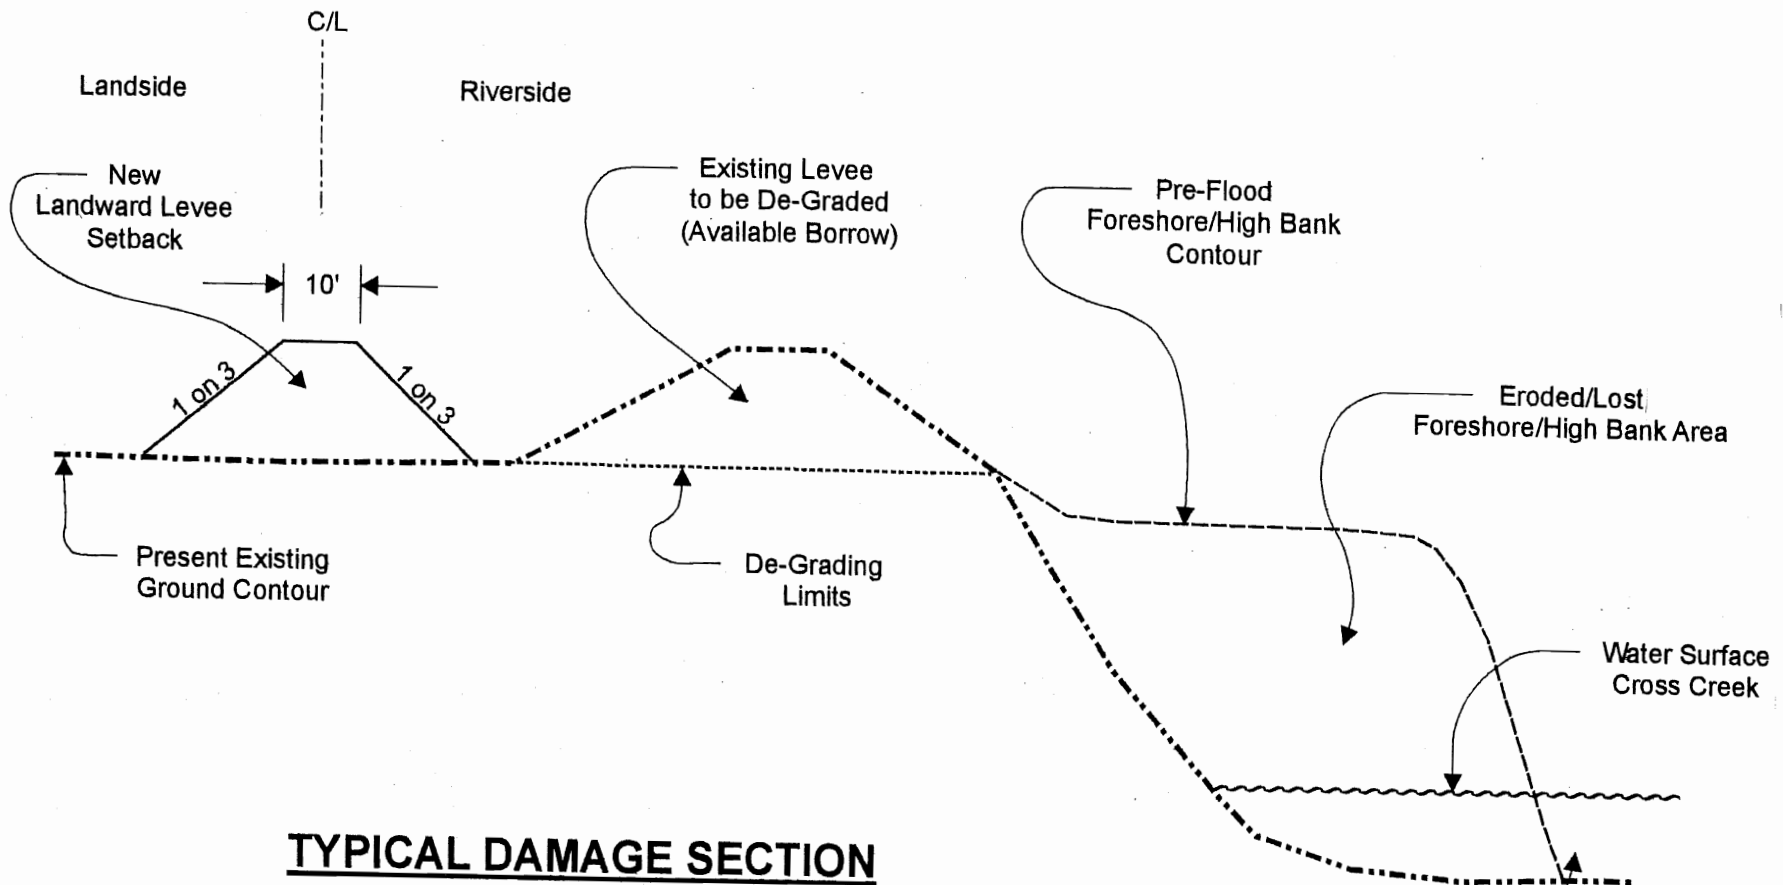 C/L
Landside
Riverside
New
Landward Levee
Setback
Existing Levee
to be De-Graded
(Available Borrow)
Pre-Flood
Foreshore/High Bank
Contour
10'
1 on 3
1 on 3
Eroded/Lost
Foreshore/High Bank Area
Present Existing
Ground Contour
De-Grading
Limits
Water Surface
Cross Creek
TYPICAL DAMAGE SECTION